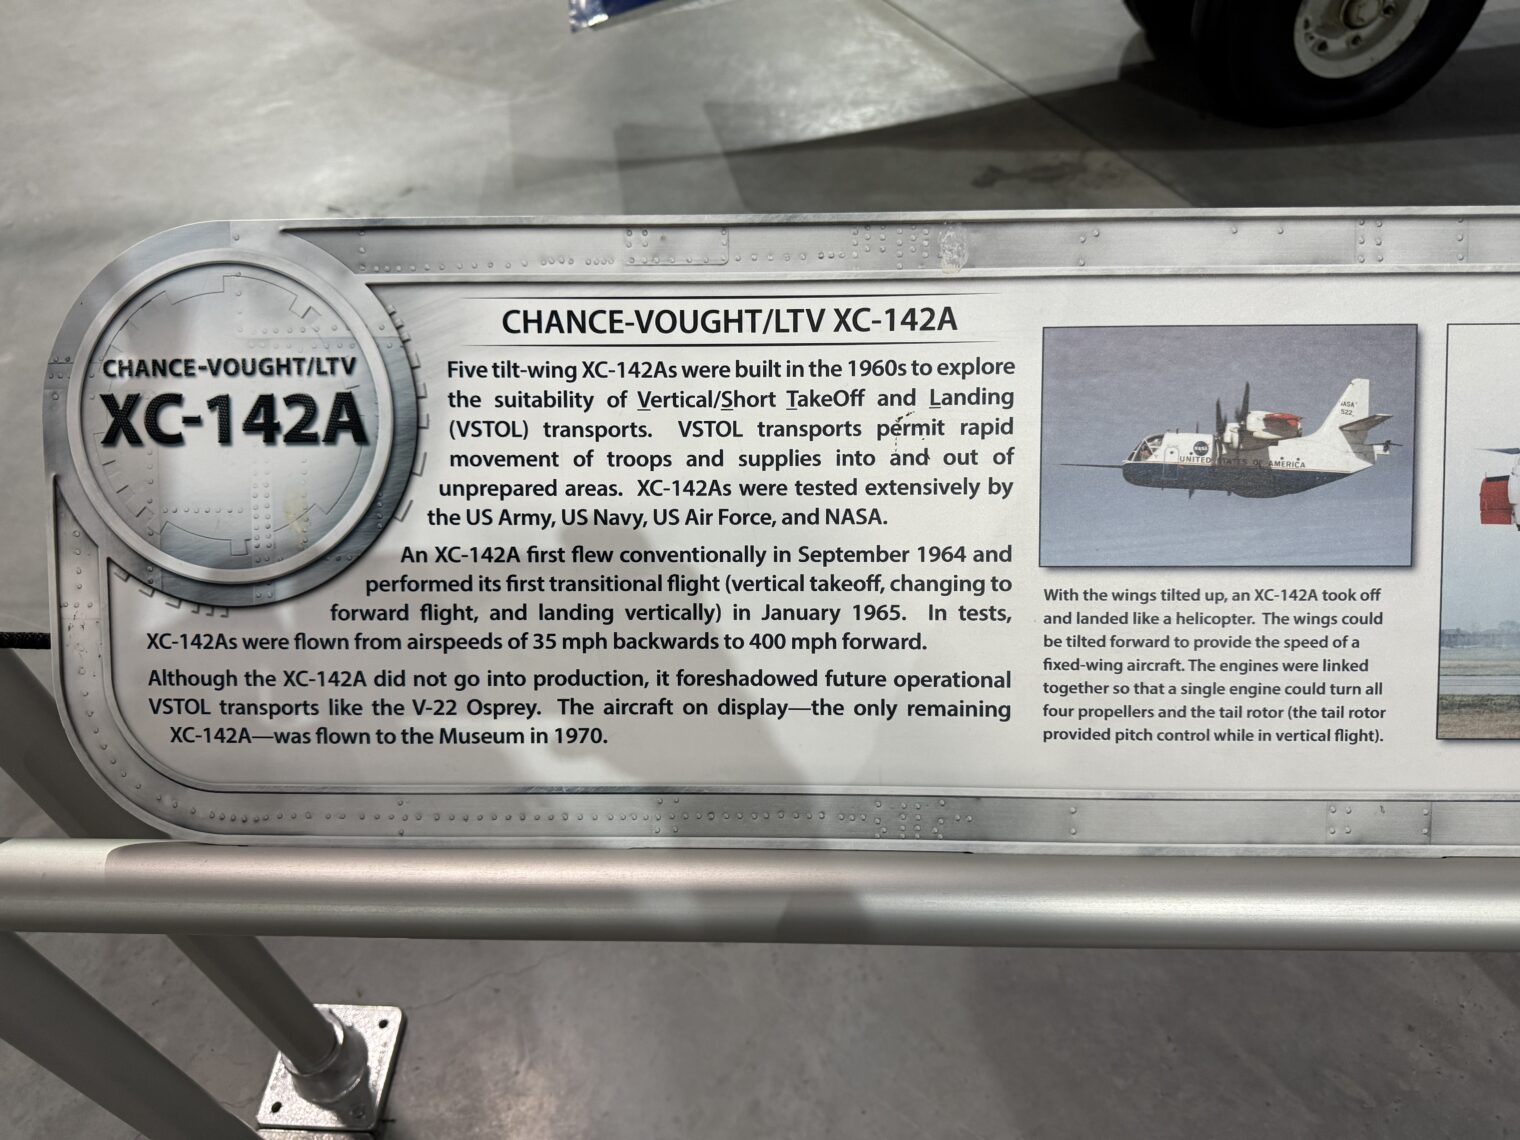 CHANCE-VOUGHT/LTV
XC-142A
CHANCE-VOUGHT/LTV XC-142A
Five tilt-wing XC-142As were built in the 1960s to explore
the suitability of Vertical/Short TakeOff and Landing
(VSTOL) transports. VSTOL transports permit rapid
movement of troops and supplies into and out of
unprepared areas. XC-142As were tested extensively by
the US Army, US Navy, US Air Force, and NASA.
An XC-142A first flew conventionally in September 1964 and
performed its first transitional flight (vertical takeoff, changing to
forward flight, and landing vertically) in January 1965. In tests,
XC-142As were flown from airspeeds of 35 mph backwards to 400 mph forward.
Although the XC-142A did not go into production, it foreshadowed future operational
VSTOL transports like the V-22 Osprey. The aircraft on display—the only remaining
XC-142A—was flown to the Museum in 1970.
NASA
522
UNITED STATES OF AMERICA
With the wings tilted up, an XC-142A took off
and landed like a helicopter. The wings could
be tilted forward to provide the speed of a
fixed-wing aircraft. The engines were linked
together so that a single engine could turn all
four propellers and the tail rotor (the tail rotor
provided pitch control while in vertical flight).